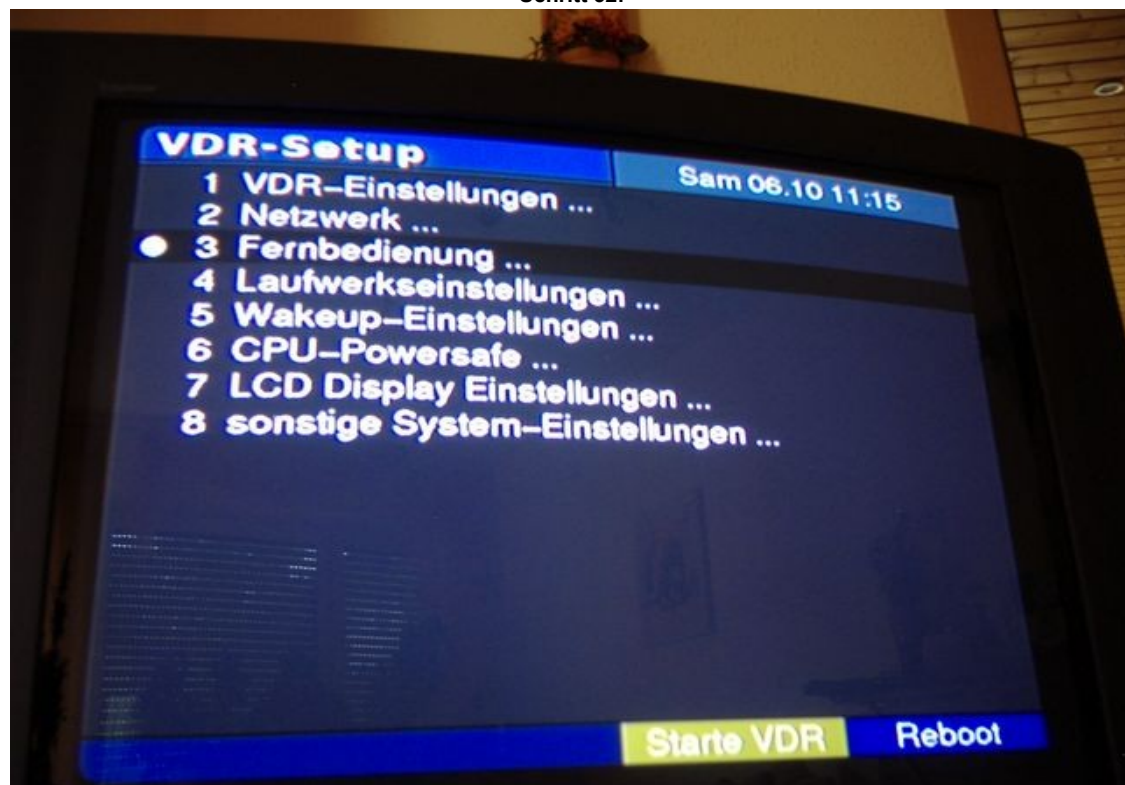 VDR-Setup
Sam 06.10 11:15
1 VDR-Einstellungen ...
2 Netzwerk ...
3 Fernbedienung ...
4 Laufwerkseinstellungen ...
5 Wakeup-Einstellungen ...
6 CPU-Powersafe ...
7 LCD Display Einstellungen ...
8 sonstige System-Einstellungen ...
Starte VDR
Reboot